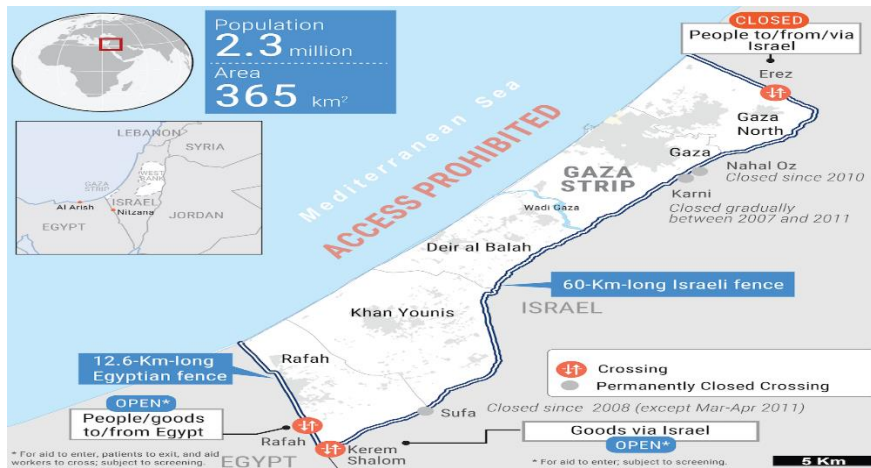 Population
2.3 million
Area
365 km²
CLOSED
People to/from/via
Israel
Erez
Gaza
North
Gaza
Nahal Oz
Closed since 2010
Karni
Closed gradually
between 2007 and 2011
GAZA
STRIP
Wadi Gaza
Mediterranean Sea
ACCESS PROHIBITED
LEBANON
SYRIA
WEST
BANK
GAZA
STRIP
ISRAEL
Al Arish
Nitzana
JORDAN
EGYPT
Deir al Balah
60-Km-long Israeli fence
ISRAEL
Khan Younis
12.6-Km-long
Egyptian fence
Rafah
Crossing
Permanently Closed Crossing
OPEN*
People/goods
to/from Egypt
Sufa
Closed since 2008 (except Mar-Apr 2011)
Rafah
Kerem
Shalom
Goods via Israel
OPEN*
* For aid to enter, patients to exit, and aid
workers to cross; subject to screening.
EGYPT
* For aid to enter; subject to screening.
5 Km